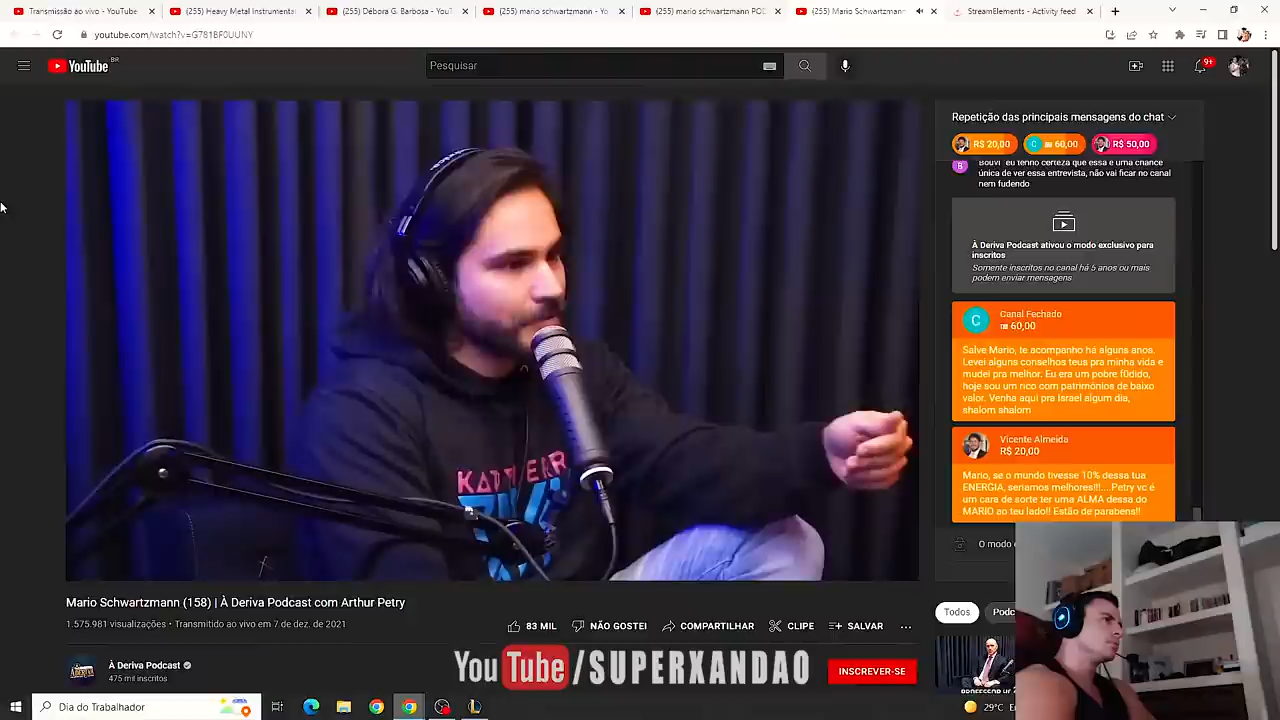 Transmissão ao vivo - YouTube
(255) Heavy Metal Instrumental
(255) Débora G. Barbosa - YouT
(255) mario schwartzmann - Yo
(255) mario schwartzmann POD
(255) Mario Schwartzmann
StreamElements - Activity feed
youtube.com/watch?v=G781BF0UUNY
YouTube BR
Pesquisar
9+
Repetição das principais mensagens do chat
R$ 20,00
₪ 60,00
R$ 50,00
B
Bouvi eu tenho certeza que essa é uma chance
única de ver essa entrevista, não vai ficar no canal
nem fudendo
À Deriva Podcast ativou o modo exclusivo para
inscritos
Somente inscritos no canal há 5 anos ou mais
podem enviar mensagens
C
Canal Fechado
₪ 60,00
Salve Mario, te acompanho há alguns anos.
Levei alguns conselhos teus pra minha vida e
mudei pra melhor. Eu era um pobre f0dido,
hoje sou um rico com patrimônios de baixo
valor. Venha aqui pra Israel algum dia,
shalom shalom
Vicente Almeida
R$ 20,00
Mario, se o mundo tivesse 10% dessa tua
ENERGIA, seriamos melhores!!!....Petry vc é
um cara de sorte ter uma ALMA dessa do
MARIO ao teu lado!! Estão de parabens!!
O modo
Mario Schwartzmann (158) | À Deriva Podcast com Arthur Petry
1.575.981 visualizações • Transmitido ao vivo em 7 de dez. de 2021
83 MIL
NÃO GOSTEI
COMPARTILHAR
CLIPE
SALVAR
Todos
Podc
À Deriva Podcast
475 mil inscritos
YouTube/SUPERXANDAO
INSCREVER-SE
Dia do Trabalhador
29°C